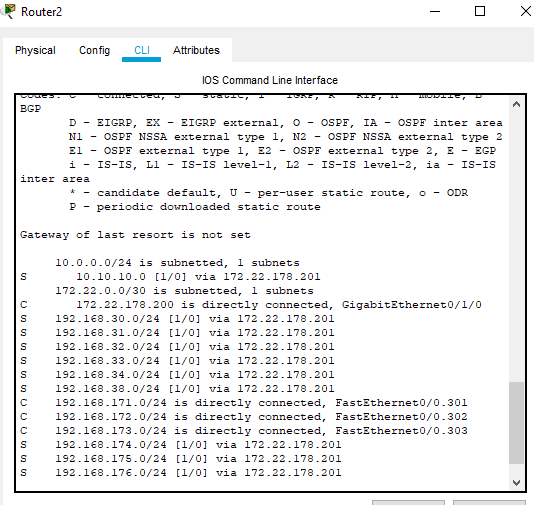 Router2
Physical Config CLI Attributes
IOS Command Line Interface
Codes: C - connected, S - static, I - IGRP, R - RIP, M - mobile, B -
BGP
D - EIGRP, EX - EIGRP external, O - OSPF, IA - OSPF inter area
N1 - OSPF NSSA external type 1, N2 - OSPF NSSA external type 2
E1 - OSPF external type 1, E2 - OSPF external type 2, E - EGP
i - IS-IS, L1 - IS-IS level-1, L2 - IS-IS level-2, ia - IS-IS
inter area
* - candidate default, U - per-user static route, o - ODR
P - periodic downloaded static route
Gateway of last resort is not set
10.0.0.0/24 is subnetted, 1 subnets
S 10.10.10.0 [1/0] via 172.22.178.201
172.22.0.0/30 is subnetted, 1 subnets
C 172.22.178.200 is directly connected, GigabitEthernet0/1/0
S 192.168.30.0/24 [1/0] via 172.22.178.201
S 192.168.31.0/24 [1/0] via 172.22.178.201
S 192.168.32.0/24 [1/0] via 172.22.178.201
S 192.168.33.0/24 [1/0] via 172.22.178.201
S 192.168.34.0/24 [1/0] via 172.22.178.201
S 192.168.38.0/24 [1/0] via 172.22.178.201
C 192.168.171.0/24 is directly connected, FastEthernet0/0.301
C 192.168.172.0/24 is directly connected, FastEthernet0/0.302
C 192.168.173.0/24 is directly connected, FastEthernet0/0.303
S 192.168.174.0/24 [1/0] via 172.22.178.201
S 192.168.175.0/24 [1/0] via 172.22.178.201
S 192.168.176.0/24 [1/0] via 172.22.178.201